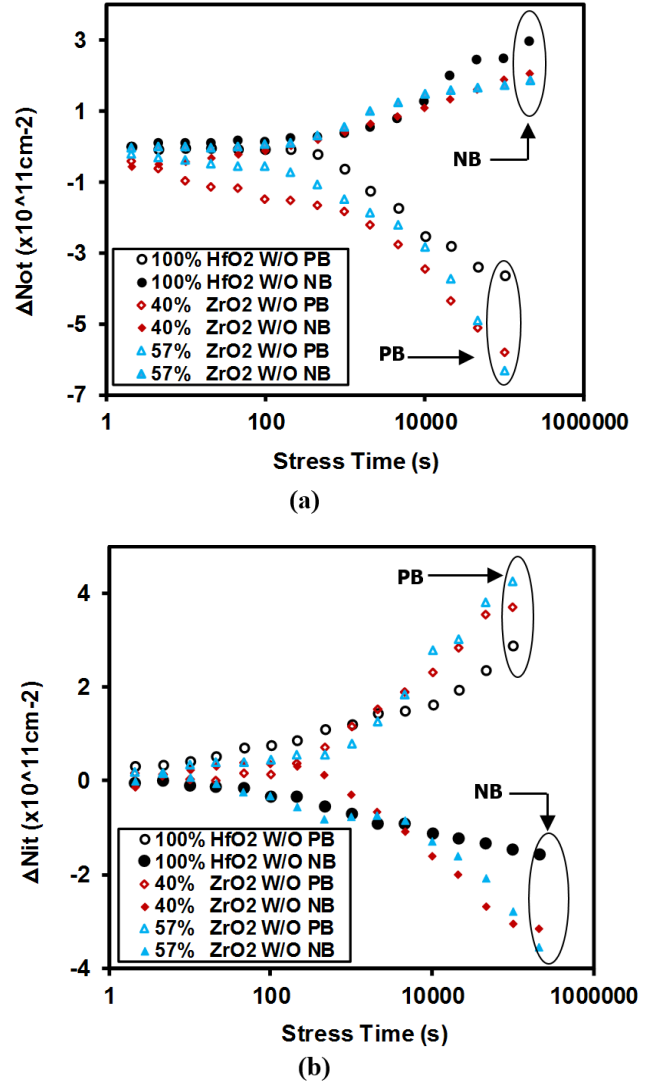 3
1
-1
-3
-5
-7
ΔNot (x10^11cm-2)
NB
PB
100% HfO2 W/O PB
100% HfO2 W/O NB
40% ZrO2 W/O PB
40% ZrO2 W/O NB
57% ZrO2 W/O PB
57% ZrO2 W/O NB
1 100 10000 1000000
Stress Time (s)
(a)
4
2
0
-2
-4
ΔNit (x10^11cm-2)
PB
NB
100% HfO2 W/O PB
100% HfO2 W/O NB
40% ZrO2 W/O PB
40% ZrO2 W/O NB
57% ZrO2 W/O PB
57% ZrO2 W/O NB
1 100 10000 1000000
Stress Time (s)
(b)